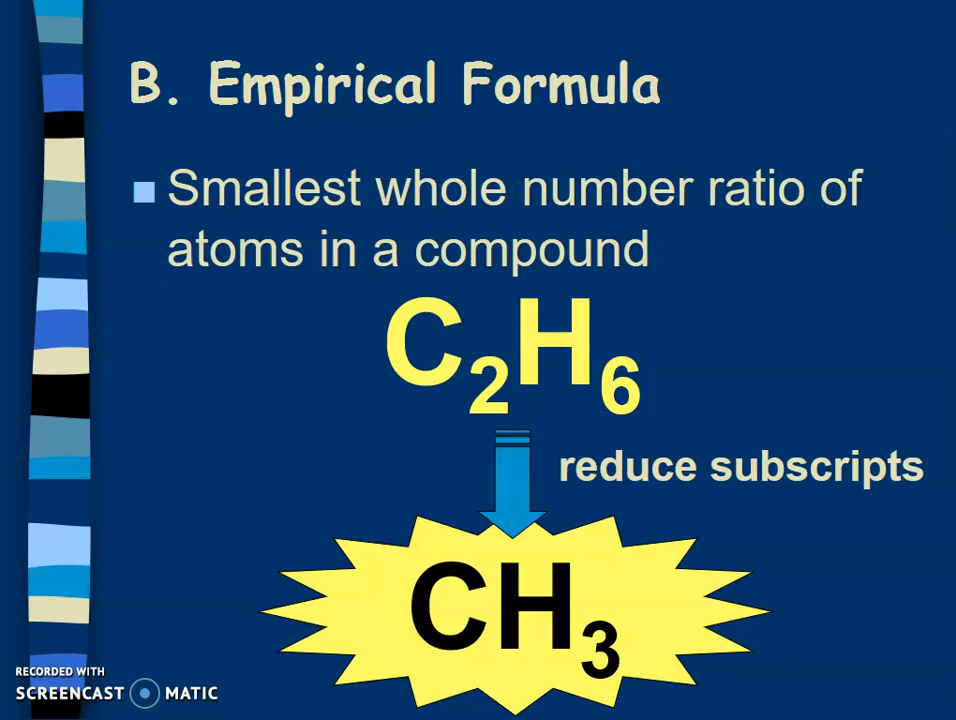 B. Empirical Formula
Smallest whole number ratio of
atoms in a compound
C₂H₆
reduce subscripts
CH₃
RECORDED WITH
SCREENCAST MATIC